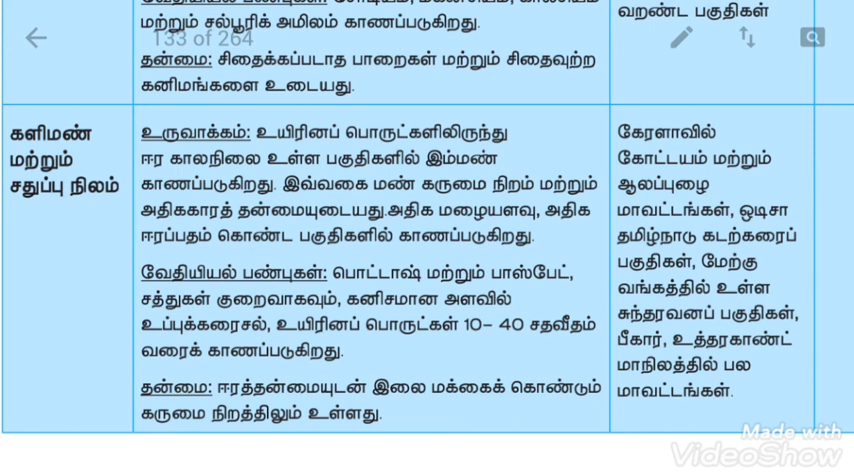 மற்றும் சல்பூரிக் அமிலம் காணப்படுகிறது.
வறண்ட பகுதிகள்
133 of 264
தன்மை: சிதைக்கப்படாத பாறைகள் மற்றும் சிதைவுற்ற
கனிமங்களை உடையது.
களிமண்
மற்றும்
சதுப்பு நிலம்
உருவாக்கம்: உயிரினப் பொருட்களிலிருந்து
ஈர காலநிலை உள்ள பகுதிகளில் இம்மண்
காணப்படுகிறது. இவ்வகை மண் கருமை நிறம் மற்றும்
அதிககாரத் தன்மையுடையது.அதிக மழையளவு, அதிக
ஈரப்பதம் கொண்ட பகுதிகளில் காணப்படுகிறது.
வேதியியல் பண்புகள்: பொட்டாஷ் மற்றும் பாஸ்பேட்,
சத்துகள் குறைவாகவும், கனிசமான அளவில்
உப்புக்கரைசல், உயிரினப் பொருட்கள் 10– 40 சதவீதம்
வரைக் காணப்படுகிறது.
தன்மை: ஈரத்தன்மையுடன் இலை மக்கைக் கொண்டும்
கருமை நிறத்திலும் உள்ளது.
கேரளாவில்
கோட்டயம் மற்றும்
ஆலப்புழை
மாவட்டங்கள், ஒடிசா
தமிழ்நாடு கடற்கரைப்
பகுதிகள், மேற்கு
வங்கத்தில் உள்ள
சுந்தரவனப் பகுதிகள்,
பீகார், உத்தரகாண்ட்
மாநிலத்தில் பல
மாவட்டங்கள்.
Made with
VideoShow